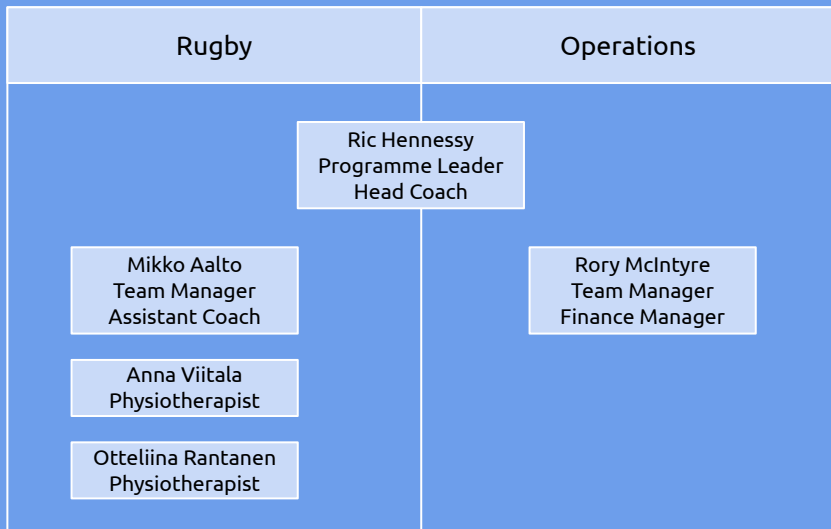 Rugby
Operations
Ric Hennessy
Programme Leader
Head Coach
Mikko Aalto
Team Manager
Assistant Coach
Rory McIntyre
Team Manager
Finance Manager
Anna Viitala
Physiotherapist
Otteliina Rantanen
Physiotherapist